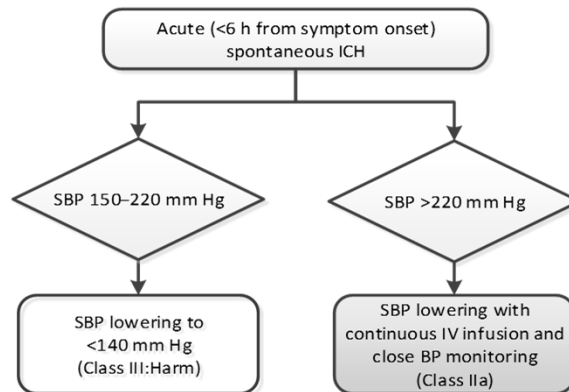 Acute (<6 h from symptom onset)
spontaneous ICH
SBP 150–220 mm Hg
SBP >220 mm Hg
SBP lowering to
<140 mm Hg
(Class III:Harm)
SBP lowering with
continuous IV infusion and
close BP monitoring
(Class IIa)